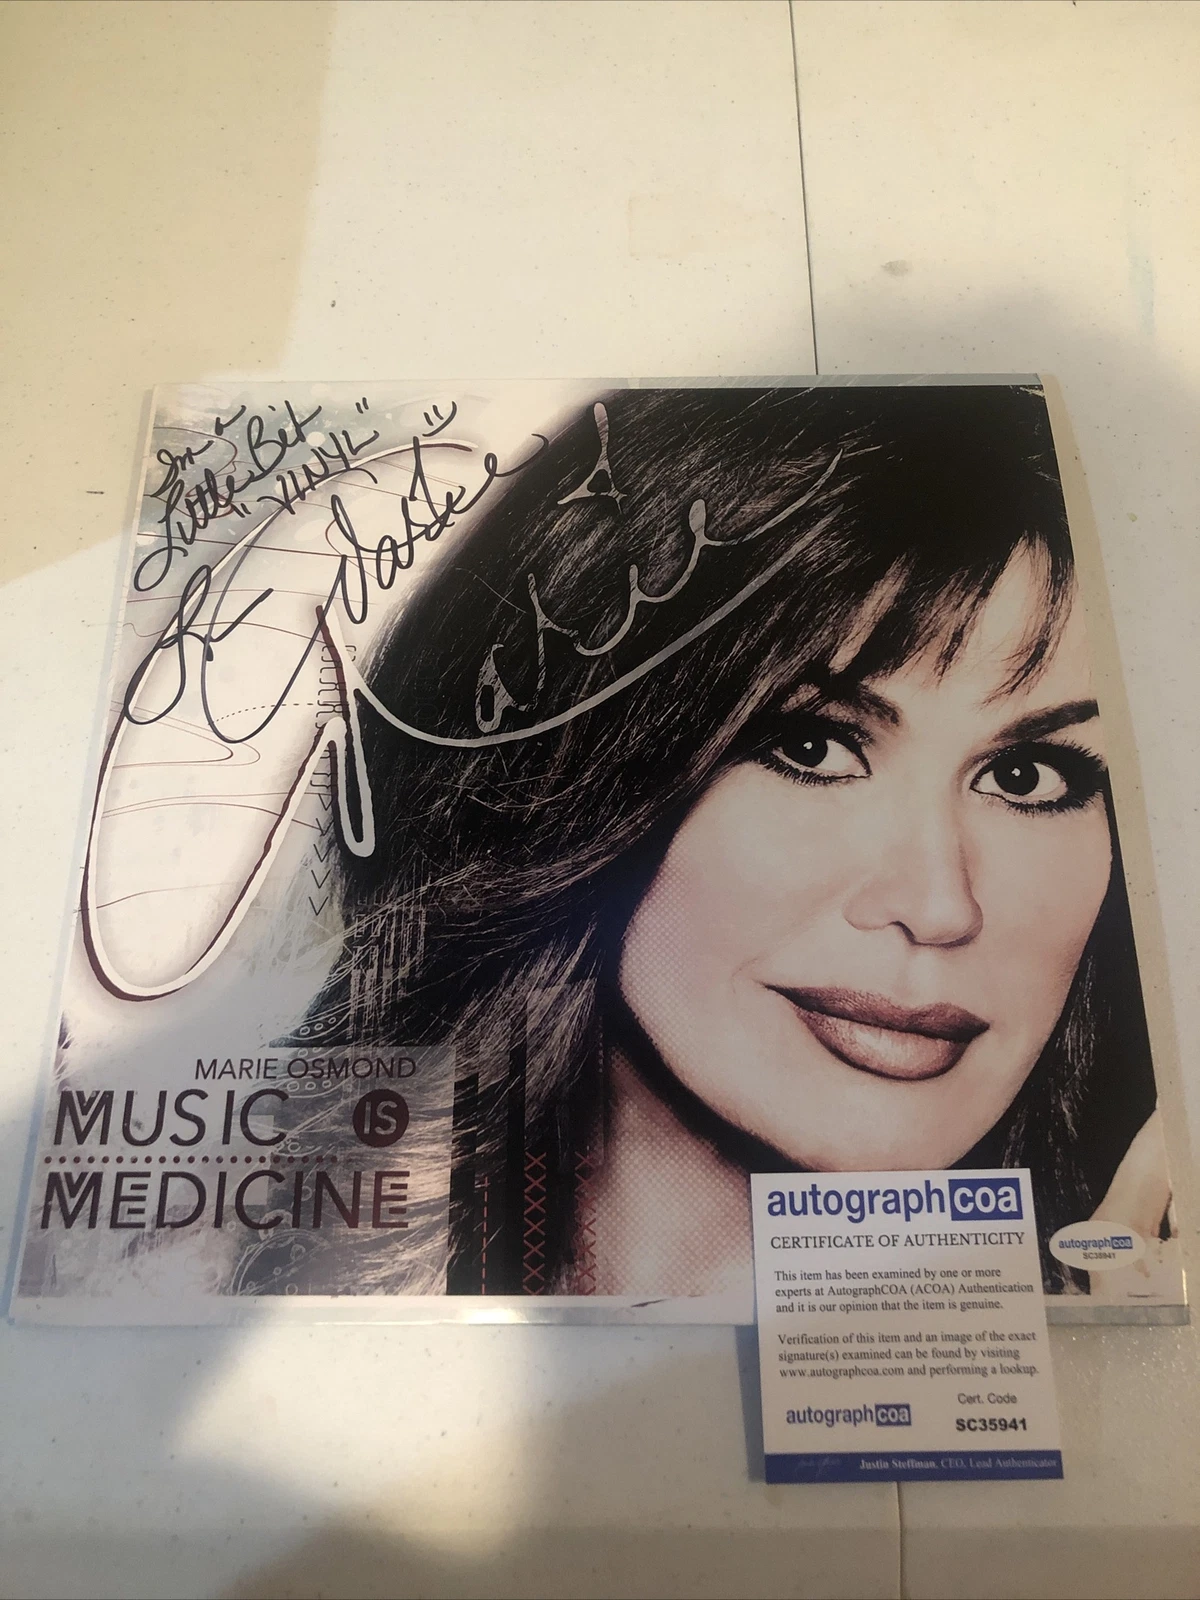 I'm a
Little Bit
"VINYL" "
Marie
MARIE OSMOND
MUSIC IS
MEDICINE
autographcoa
CERTIFICATE OF AUTHENTICITY
This item has been examined by one or more
experts at AutographCOA (ACOA) Authentication
and it is our opinion that the item is genuine.
Verification of this item and an image of the exact
signature(s) examined can be found by visiting
www.autographcoa.com and performing a lookup.
autographcoa
Cert. Code
SC35941
Justin Steffman, CEO, Lead Authenticator
autographcoa
SC35941